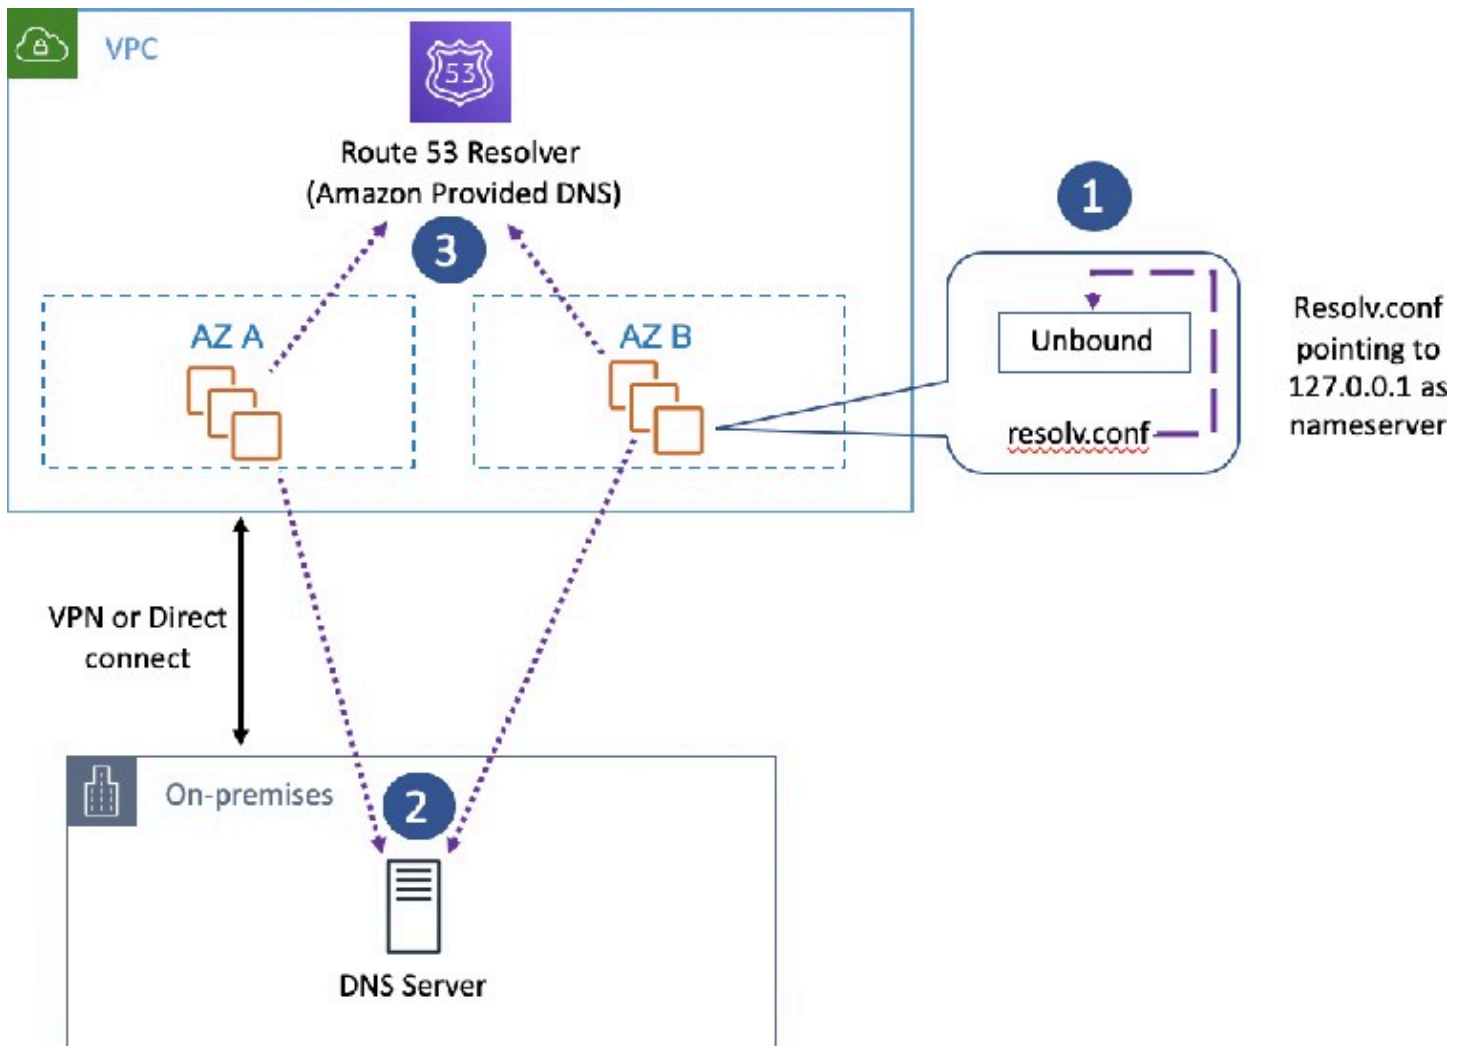 VPC
53
Route 53 Resolver
(Amazon Provided DNS)
3
AZ A
AZ B
1
Unbound
resolv.conf
Resolv.conf
pointing to
127.0.0.1 as
nameserver
VPN or Direct
connect
On-premises
2
DNS Server